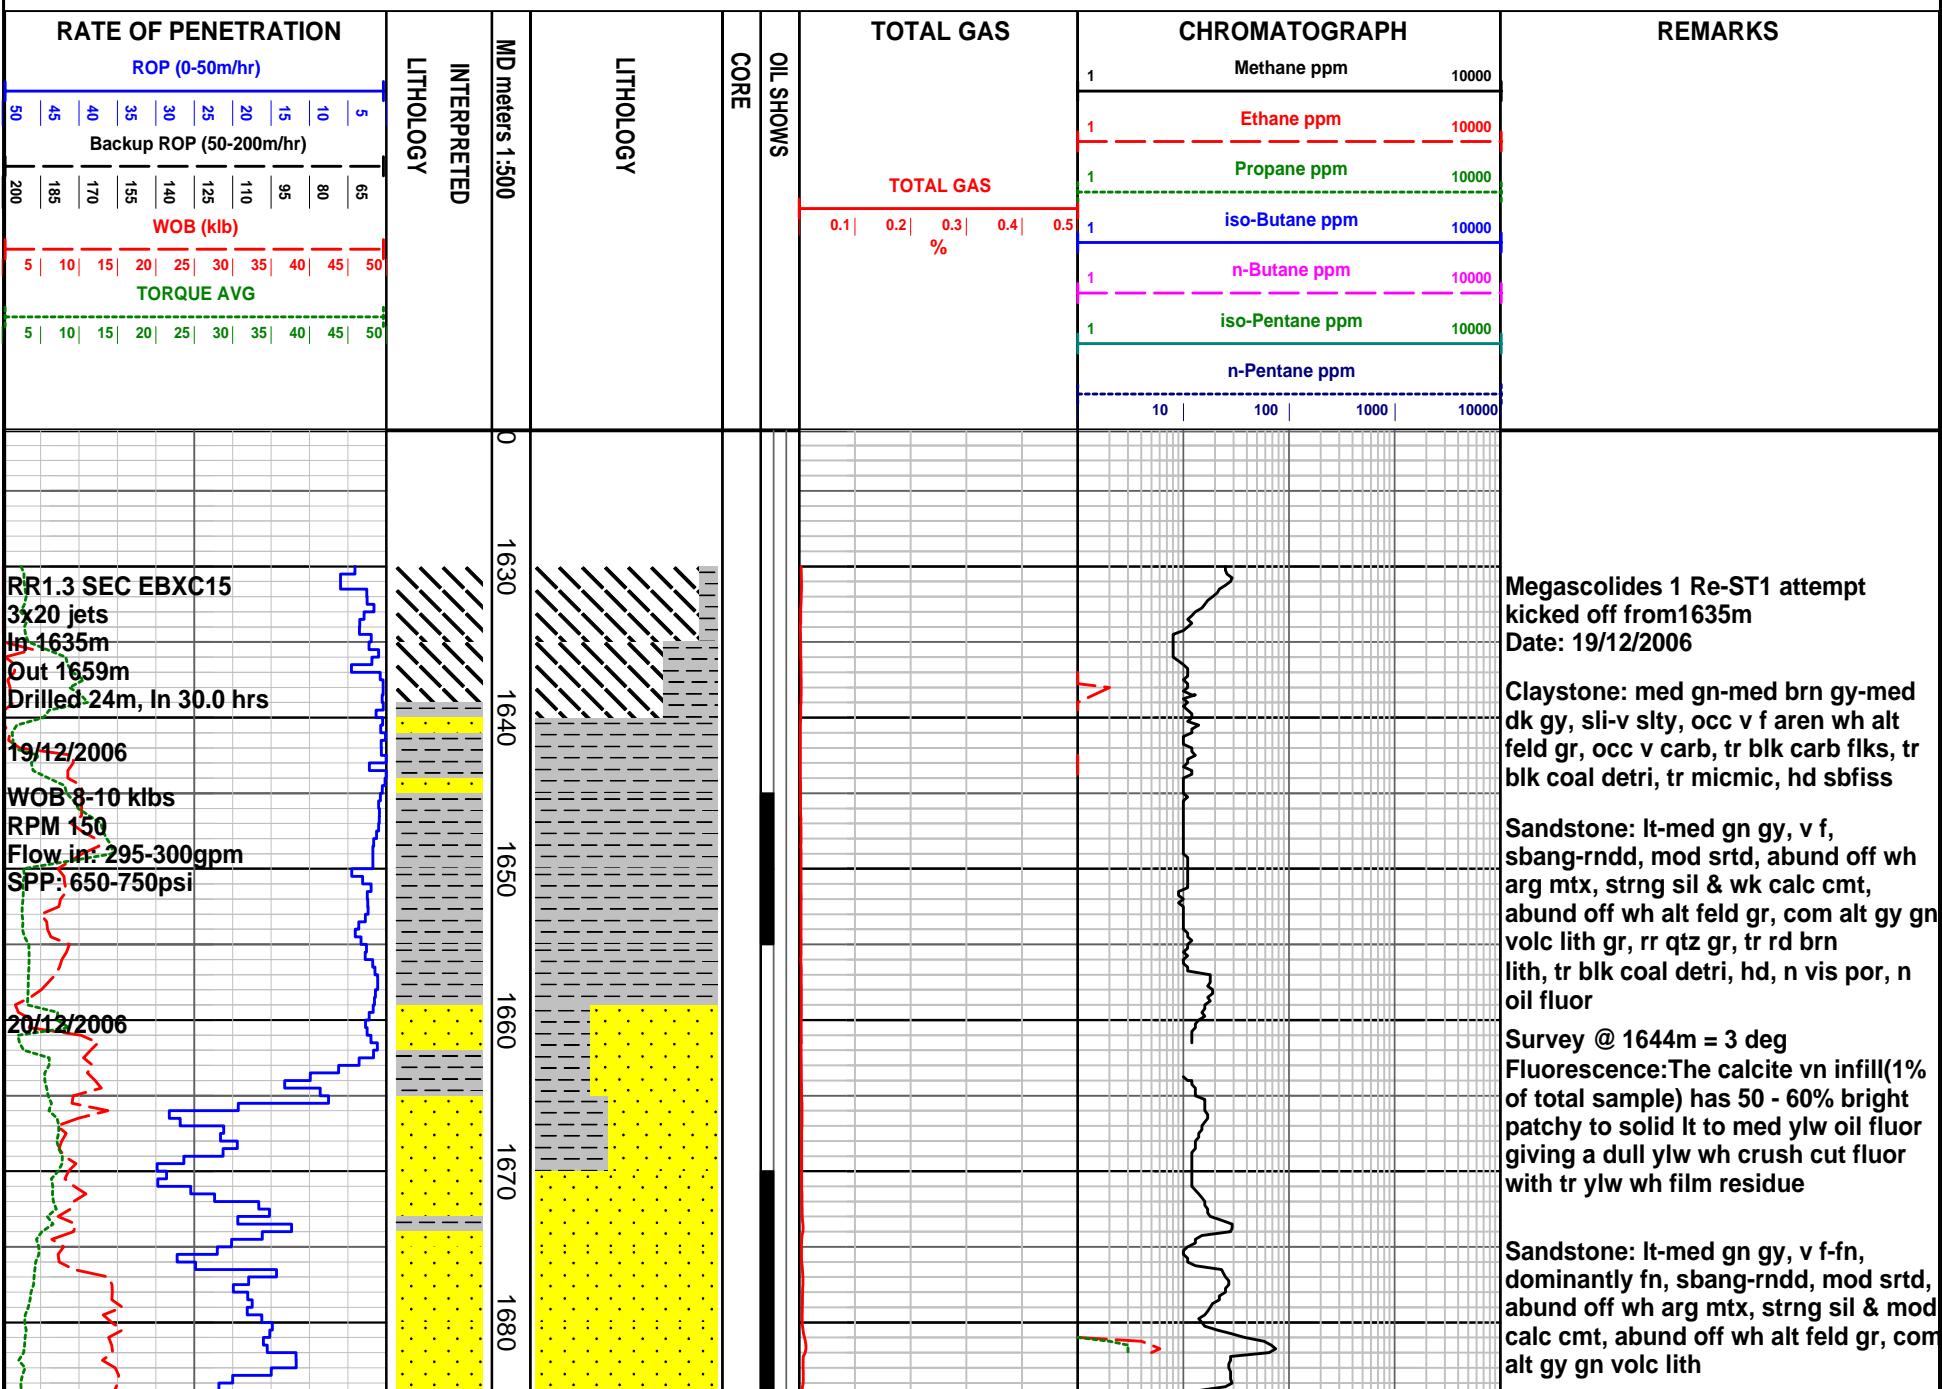 RATE OF PENETRATION
ROP (0-50m/hr)
50 45 40 35 30 25 20 15 10 5
Backup ROP (50-200m/hr)
200 185 170 155 140 125 110 95 80 65
WOB (klb)
5 10 15 20 25 30 35 40 45 50
TORQUE AVG
5 10 15 20 25 30 35 40 45 50
INTERPRETED
LITHOLOGY
MD meters 1:500
LITHOLOGY
CORE
OIL SHOWS
TOTAL GAS
TOTAL GAS
0.1 0.2 0.3 0.4 0.5
%
CHROMATOGRAPH
Methane ppm
1 10000
Ethane ppm
1 10000
Propane ppm
1 10000
iso-Butane ppm
1 10000
n-Butane ppm
1 10000
iso-Pentane ppm
1 10000
n-Pentane ppm
10 100 1000 10000
REMARKS
RR1.3 SEC EBXC15
3x20 jets
In 1635m
Out 1659m
Drilled 24m, In 30.0 hrs
19/12/2006
WOB 8-10 klbs
RPM 150
Flow in: 295-300gpm
SPP: 650-750psi
20/12/2006
0
1630
1640
1650
1660
1670
1680
Megascolides 1 Re-ST1 attempt
kicked off from1635m
Date: 19/12/2006
Claystone: med gn-med brn gy-med
dk gy, sli-v slty, occ v f aren wh alt
feld gr, occ v carb, tr blk carb flks, tr
blk coal detri, tr micmic, hd sbfiss
Sandstone: lt-med gn gy, v f,
sbang-rndd, mod srtd, abund off wh
arg mtx, strng sil & wk calc cmt,
abund off wh alt feld gr, com alt gy gn
volc lith gr, rr qtz gr, tr rd brn
lith, tr blk coal detri, hd, n vis por, n
oil fluor
Survey @ 1644m = 3 deg
Fluorescence:The calcite vn infill(1%
of total sample) has 50 - 60% bright
patchy to solid lt to med ylw oil fluor
giving a dull ylw wh crush cut fluor
with tr ylw wh film residue
Sandstone: lt-med gn gy, v f-fn,
dominantly fn, sbang-rndd, mod srtd,
abund off wh arg mtx, strng sil & mod
calc cmt, abund off wh alt feld gr, com
alt gy gn volc lith